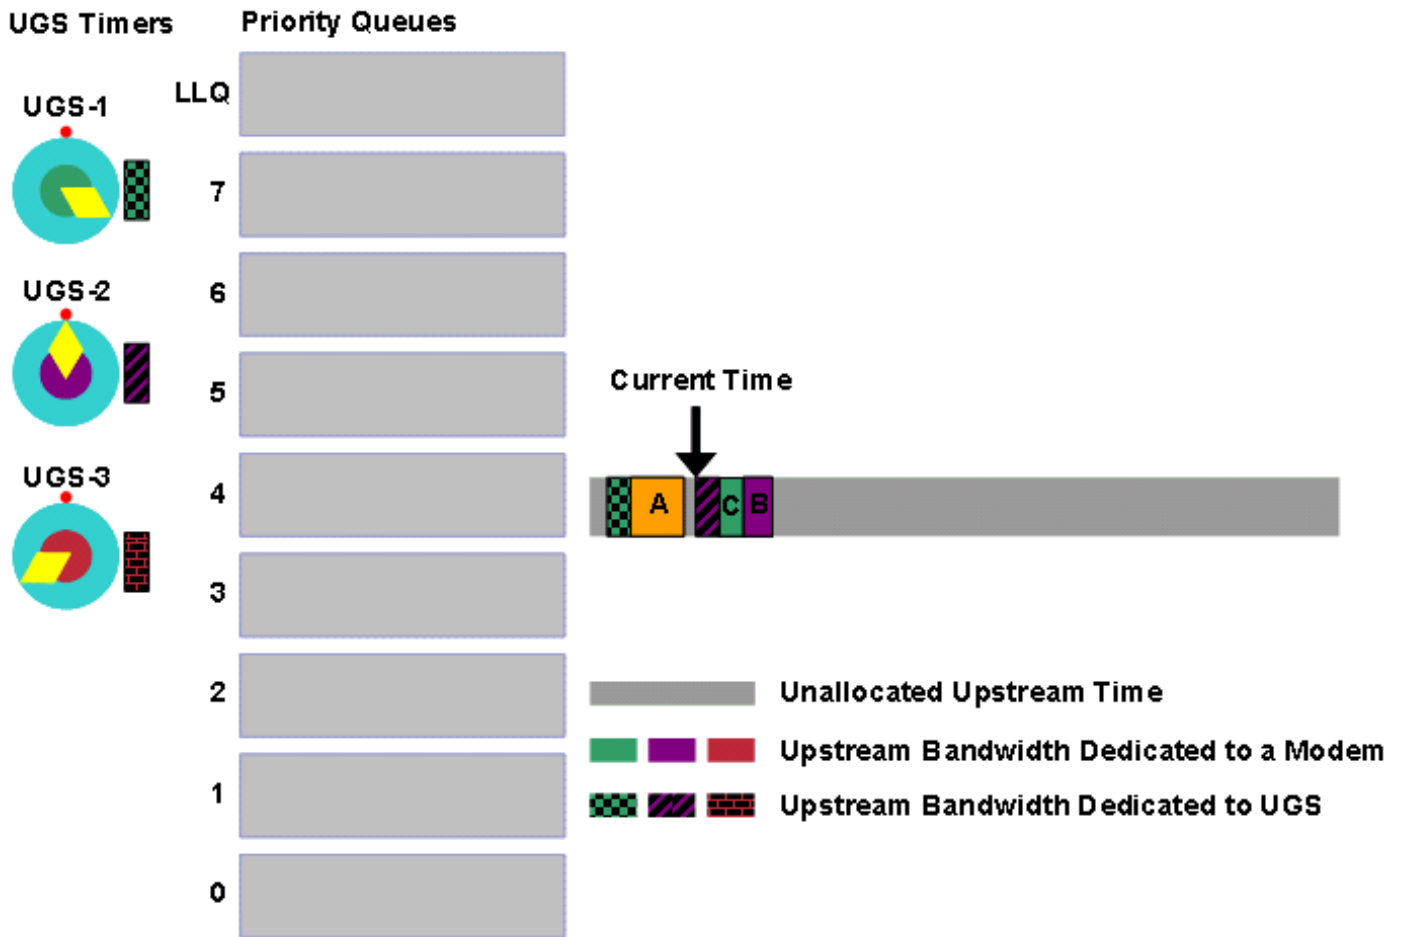 UGS Timers
Priority Queues
UGS-1
UGS-2
UGS-3
LLQ
7
6
5
4
3
2
1
0
Current Time
A
C
B
Unallocated Upstream Time
Upstream Bandwidth Dedicated to a Modem
Upstream Bandwidth Dedicated to UGS